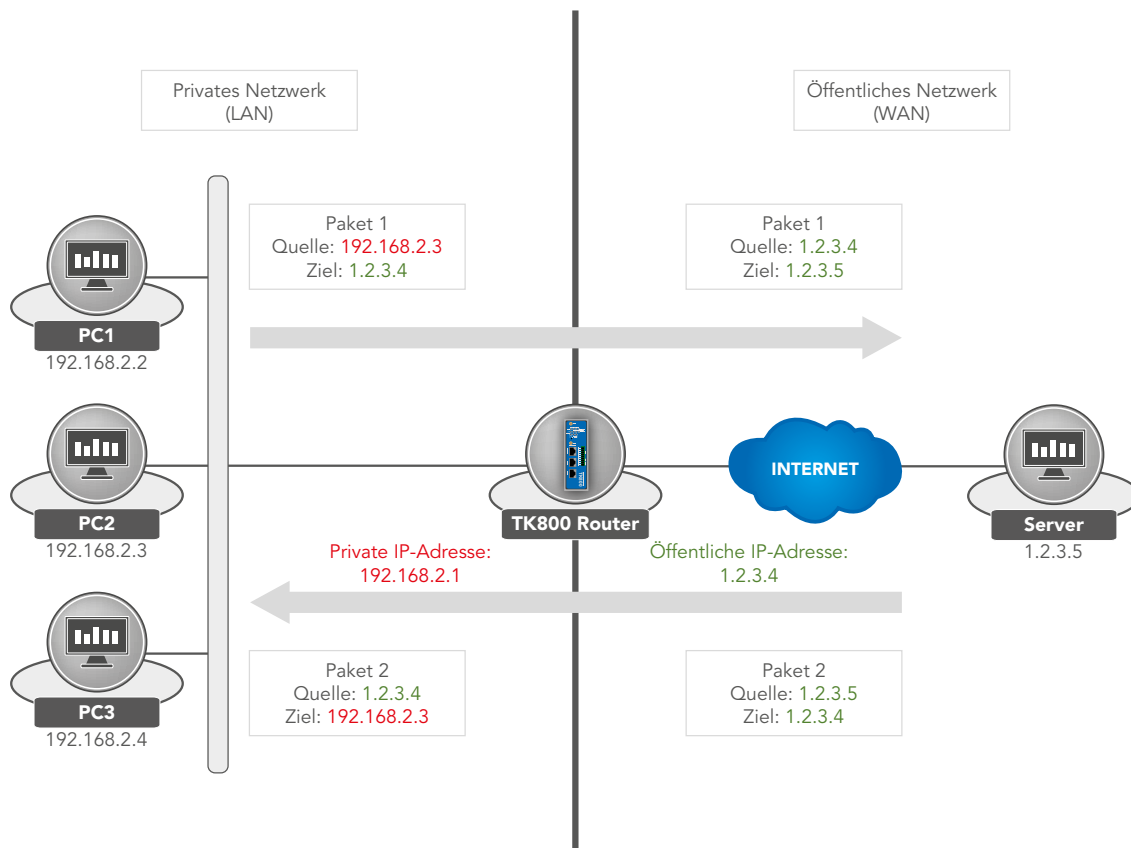 Privates Netzwerk
(LAN)
Öffentliches Netzwerk
(WAN)
Paket 1
Quelle: 192.168.2.3
Ziel: 1.2.3.4
Paket 1
Quelle: 1.2.3.4
Ziel: 1.2.3.5
PC1
192.168.2.2
PC2
192.168.2.3
TK800 Router
INTERNET
Server
1.2.3.5
Private IP-Adresse:
192.168.2.1
Öffentliche IP-Adresse:
1.2.3.4
PC3
192.168.2.4
Paket 2
Quelle: 1.2.3.4
Ziel: 192.168.2.3
Paket 2
Quelle: 1.2.3.5
Ziel: 1.2.3.4